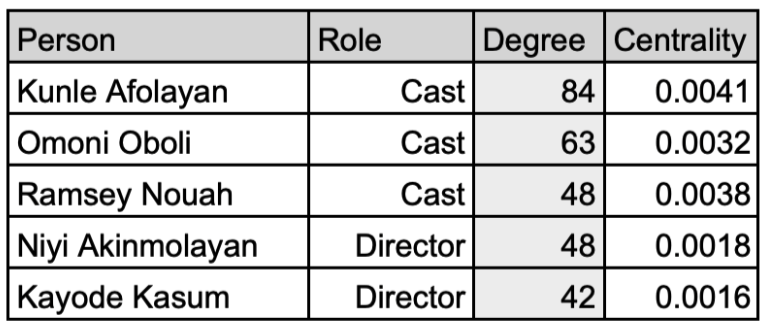 Person Role Degree Centrality
Kunle Afolayan Cast 84 0.0041
Omoni Oboli Cast 63 0.0032
Ramsey Nouah Cast 48 0.0038
Niyi Akinmolayan Director 48 0.0018
Kayode Kasum Director 42 0.0016